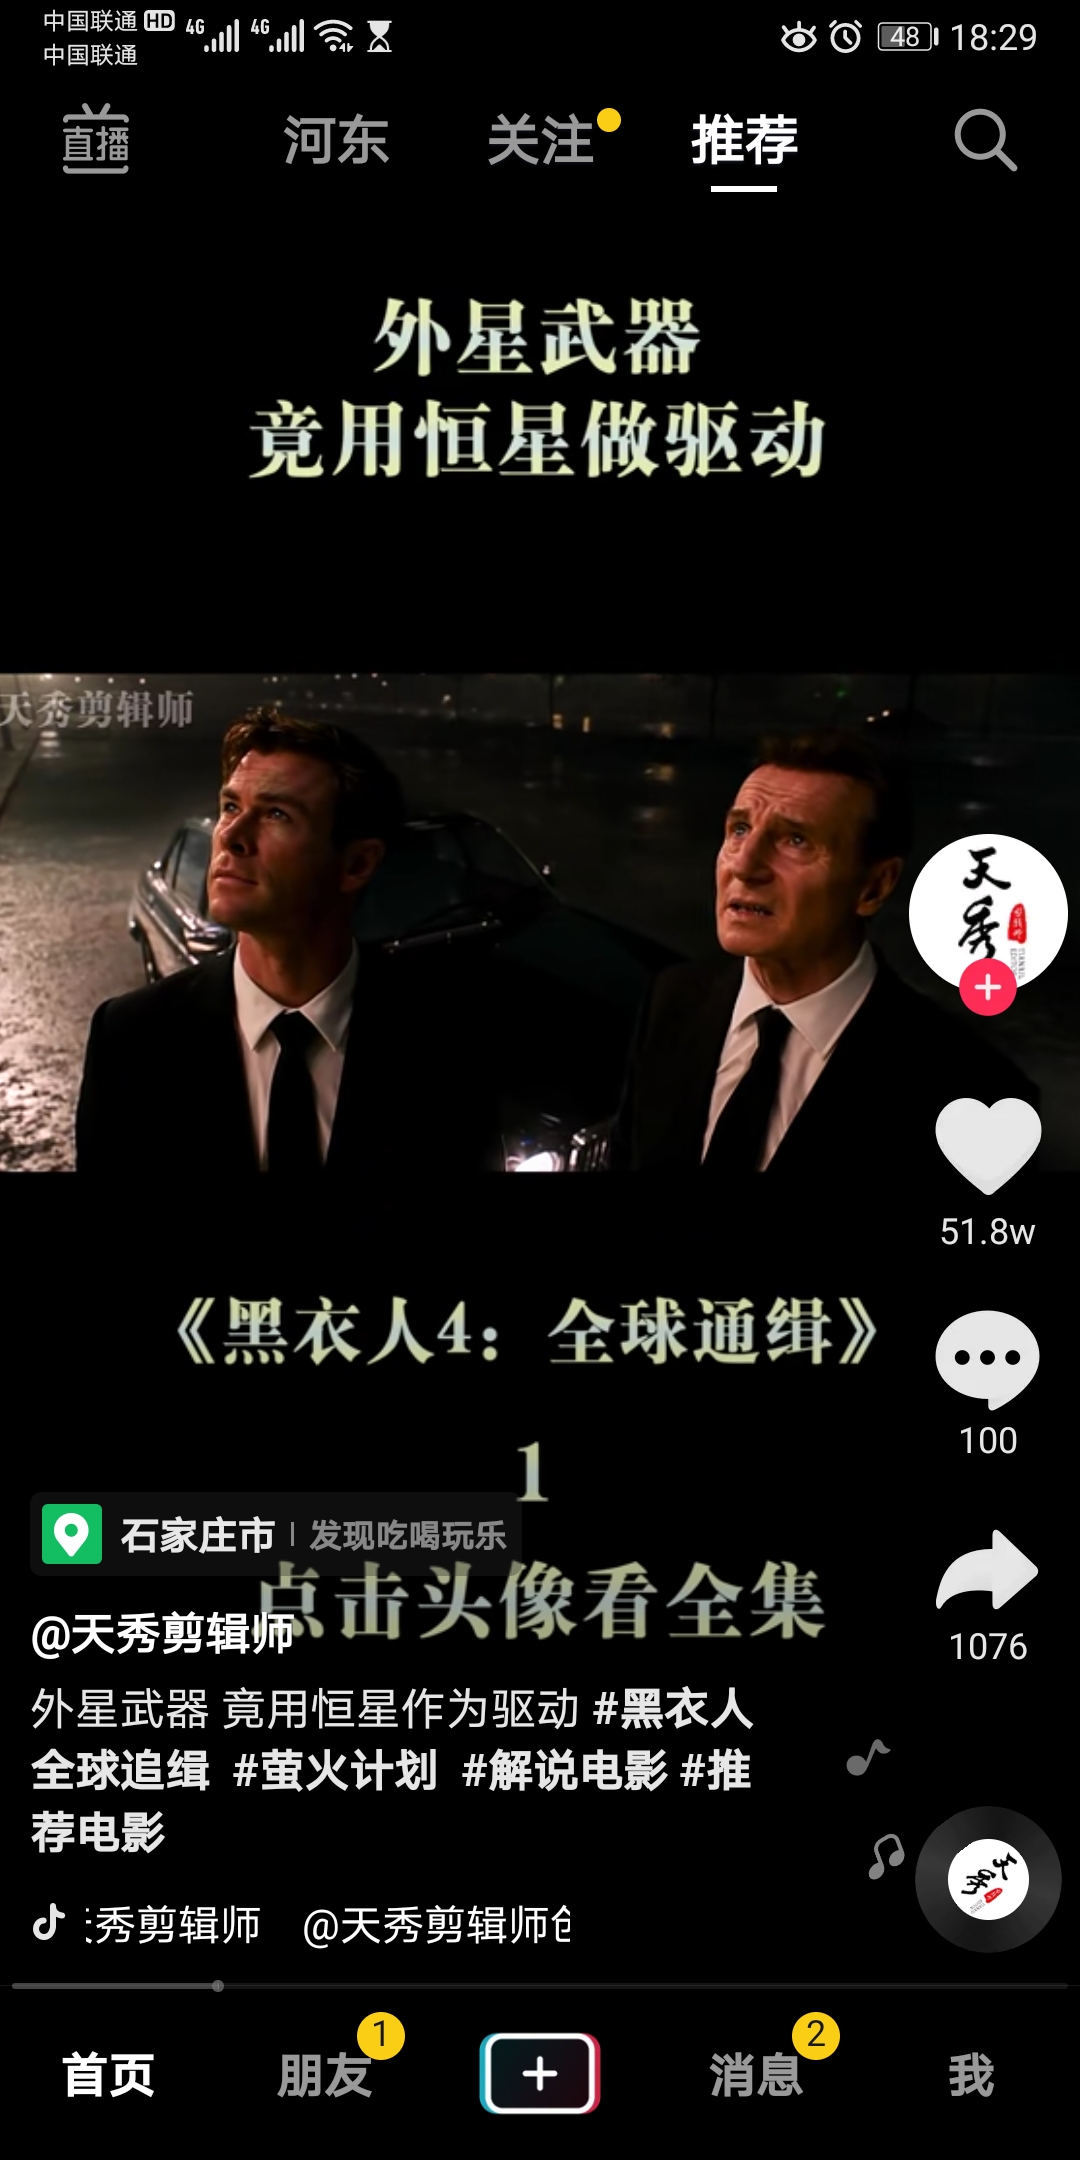 中国联通 HD 4G 4G 48 18:29
中国联通
直播 河东 关注 推荐
外星武器
竟用恒星做驱动
天秀剪辑师
天秀
51.8w
《黑衣人4：全球通缉》
100
1
石家庄市 | 发现吃喝玩乐
点击头像看全集
@天秀剪辑师
1076
外星武器 竟用恒星作为驱动 #黑衣人
全球追缉 #萤火计划 #解说电影 #推
荐电影
秀剪辑师 @天秀剪辑师
首页 朋友 1 消息 2 我